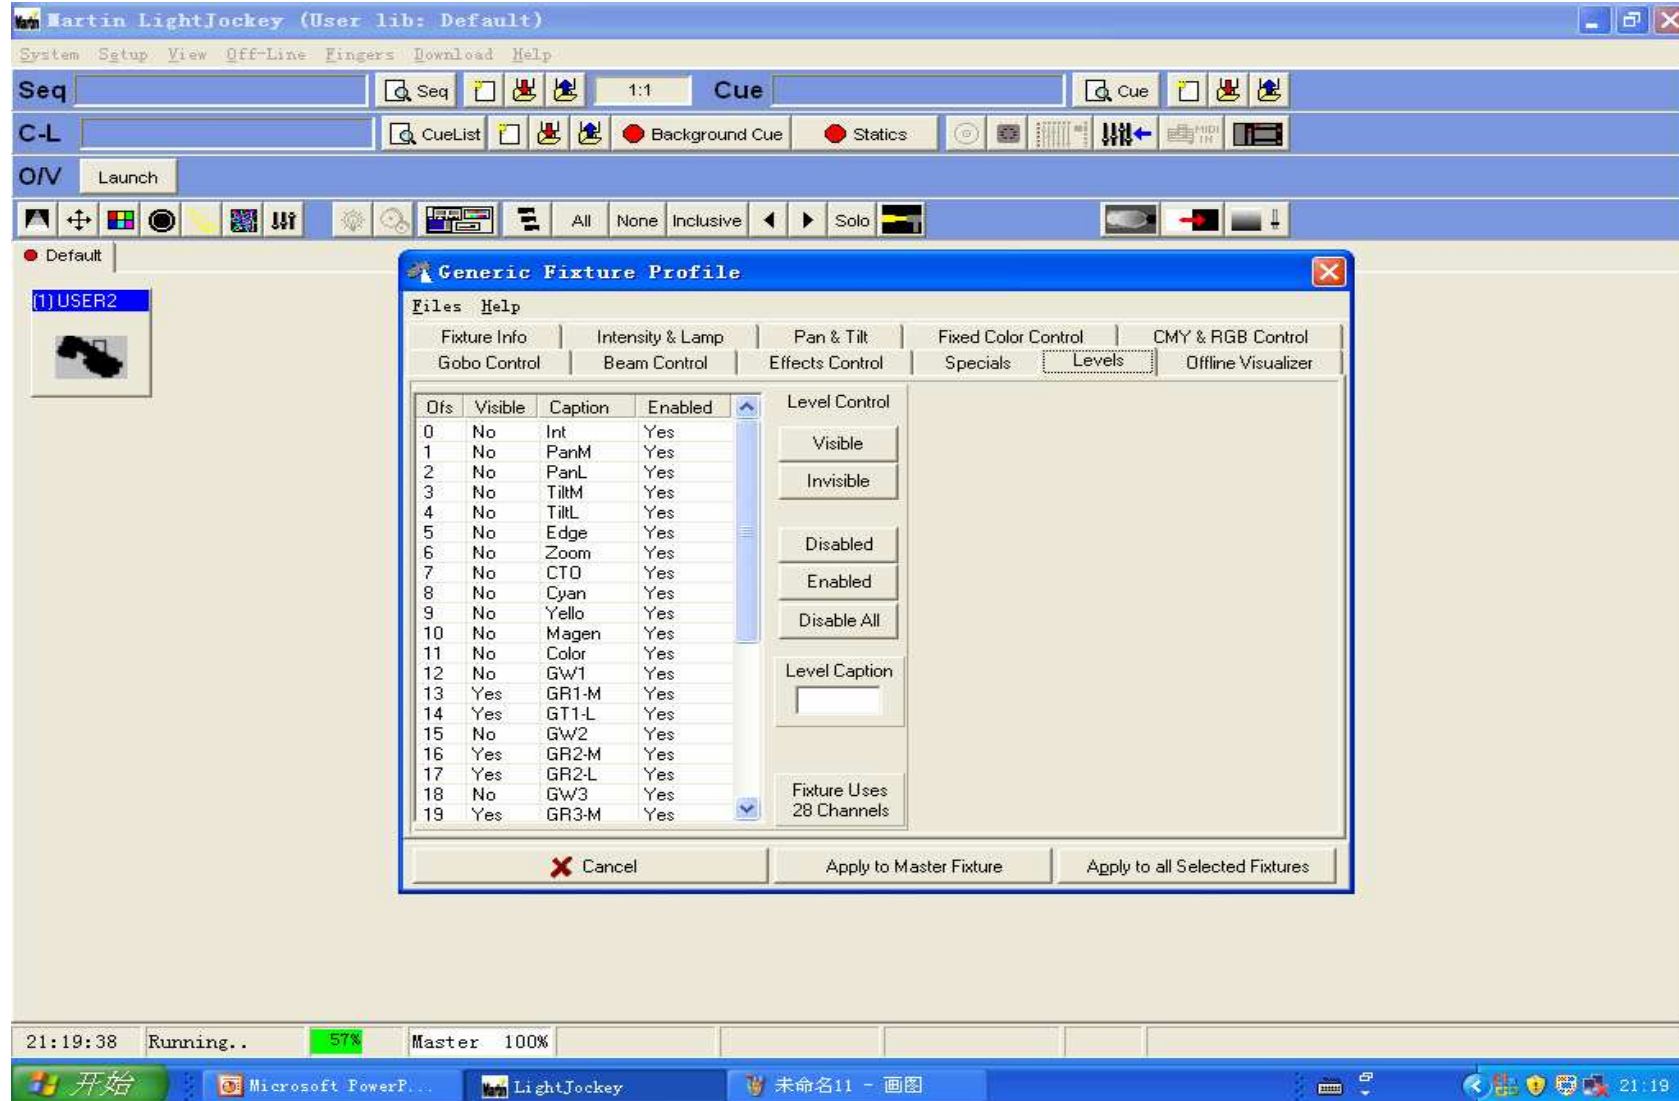 Martin LightJockey (User lib: Default)
System Setup View Off-Line Fingers Download Help
Seq Seq 1:1 Cue Cue
C-L CueList Background Cue Statics MIDI IN
O/V Launch
All None Inclusive Solo
Default
(1) USER2
Generic Fixture Profile
Files Help
Fixture Info Intensity & Lamp Pan & Tilt Fixed Color Control CMY & RGB Control
Gobo Control Beam Control Effects Control Specials Levels Offline Visualizer
Ofs Visible Caption Enabled
0 No Int Yes
1 No PanM Yes
2 No PanL Yes
3 No TiltM Yes
4 No TiltL Yes
5 No Edge Yes
6 No Zoom Yes
7 No CTO Yes
8 No Cyan Yes
9 No Yello Yes
10 No Magen Yes
11 No Color Yes
12 No GW1 Yes
13 Yes GR1-M Yes
14 Yes GT1-L Yes
15 No GW2 Yes
16 Yes GR2-M Yes
17 Yes GR2-L Yes
18 No GW3 Yes
19 Yes GR3-M Yes
Level Control
Visible
Invisible
Disabled
Enabled
Disable All
Level Caption
Fixture Uses
28 Channels
Cancel Apply to Master Fixture Apply to all Selected Fixtures
21:19:38 Running.. 57% Master 100%
开始 Microsoft PowerP... Martin LightJockey 未命名11 - 画图 21:19